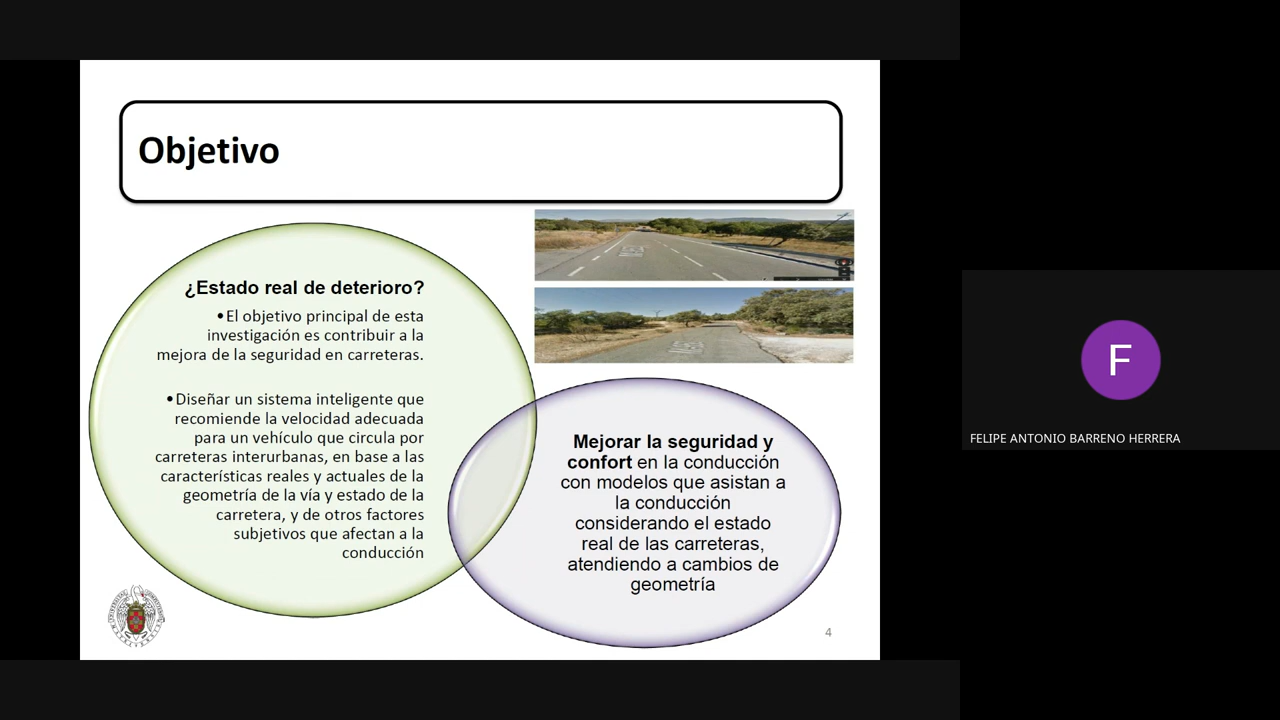 Objetivo
¿Estado real de deterioro?
•El objetivo principal de esta
investigación es contribuir a la
mejora de la seguridad en carreteras.
•Diseñar un sistema inteligente que
recomiende la velocidad adecuada
para un vehículo que circula por
carreteras interurbanas, en base a las
características reales y actuales de la
geometría de la vía y estado de la
carretera, y de otros factores
subjetivos que afectan a la
conducción
Mejorar la seguridad y
confort en la conducción
con modelos que asistan a
la conducción
considerando el estado
real de las carreteras,
atendiendo a cambios de
geometría
4
F
FELIPE ANTONIO BARRENO HERRERA